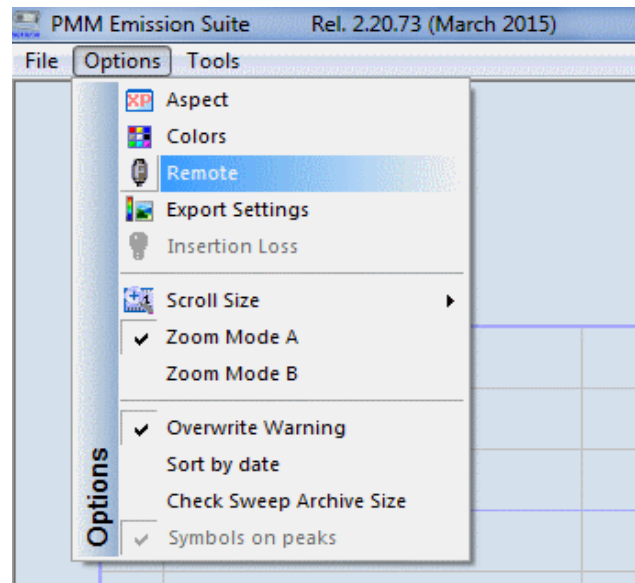 PMM Emission Suite Rel. 2.20.73 (March 2015)
File Options Tools
XP Aspect
Colors
Remote
Export Settings
Insertion Loss
Scroll Size
Zoom Mode A
Zoom Mode B
Overwrite Warning
Sort by date
Check Sweep Archive Size
Symbols on peaks
Options